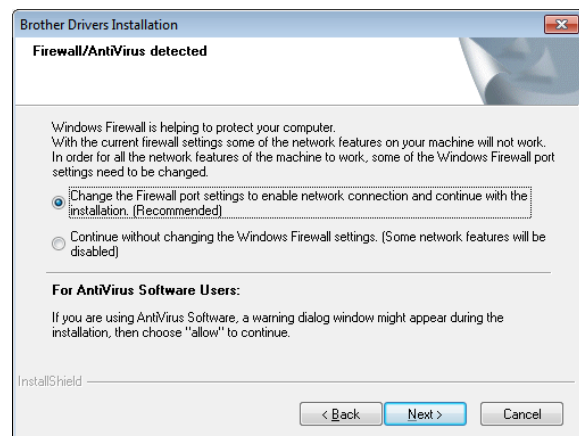 Brother Drivers Installation
Firewall/AntiVirus detected
Windows Firewall is helping to protect your computer.
With the current firewall settings some of the network features on your machine will not work.
In order for all the network features of the machine to work, some of the Windows Firewall port
settings need to be changed.
Change the Firewall port settings to enable network connection and continue with the
installation. (Recommended)
Continue without changing the Windows Firewall settings. (Some network features will be
disabled)
For AntiVirus Software Users:
If you are using AntiVirus Software, a warning dialog window might appear during the
installation, then choose "allow" to continue.
InstallShield
< Back
Next >
Cancel